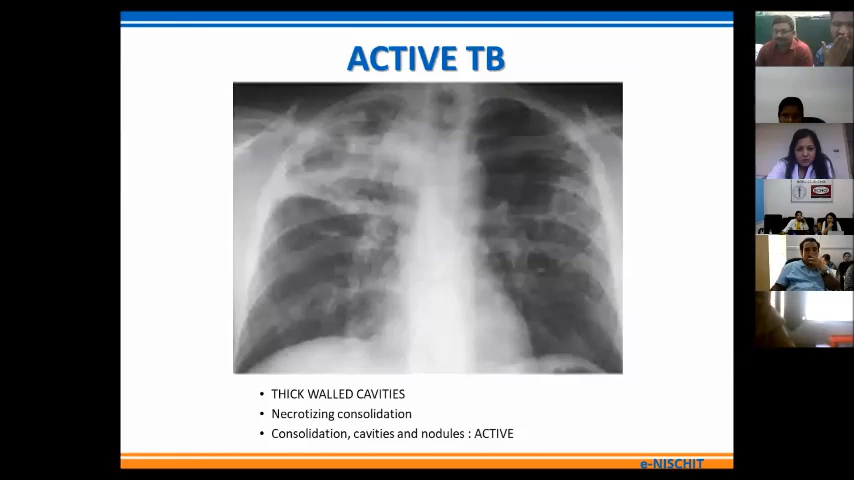 ACTIVE TB
• THICK WALLED CAVITIES
• Necrotizing consolidation
• Consolidation, cavities and nodules : ACTIVE
e-NISCHIT